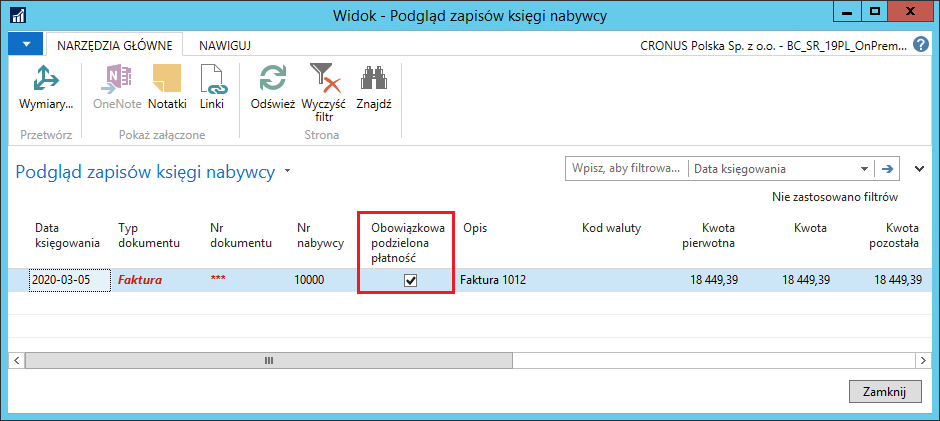 Widok - Podgląd zapisów księgi nabywcy
NARZĘDZIA GŁÓWNE NAWIGUJ CRONUS Polska Sp. z o.o. - BC_SR_19PL_OnPrem...
Wymiary... OneNote Notatki Linki Odśwież Wyczyść filtr Znajdź
Przetwórz Pokaż załączone Strona
Podgląd zapisów księgi nabywcy Wpisz, aby filtrowa... Data księgowania
Nie zastosowano filtrów
Data księgowania Typ dokumentu Nr dokumentu Nr nabywcy Obowiązkowa podzielona płatność Opis Kod waluty Kwota pierwotna Kwota Kwota pozostała
2020-03-05 Faktura *** 10000 Faktura 1012 18 449,39 18 449,39 18 449,39
Zamknij